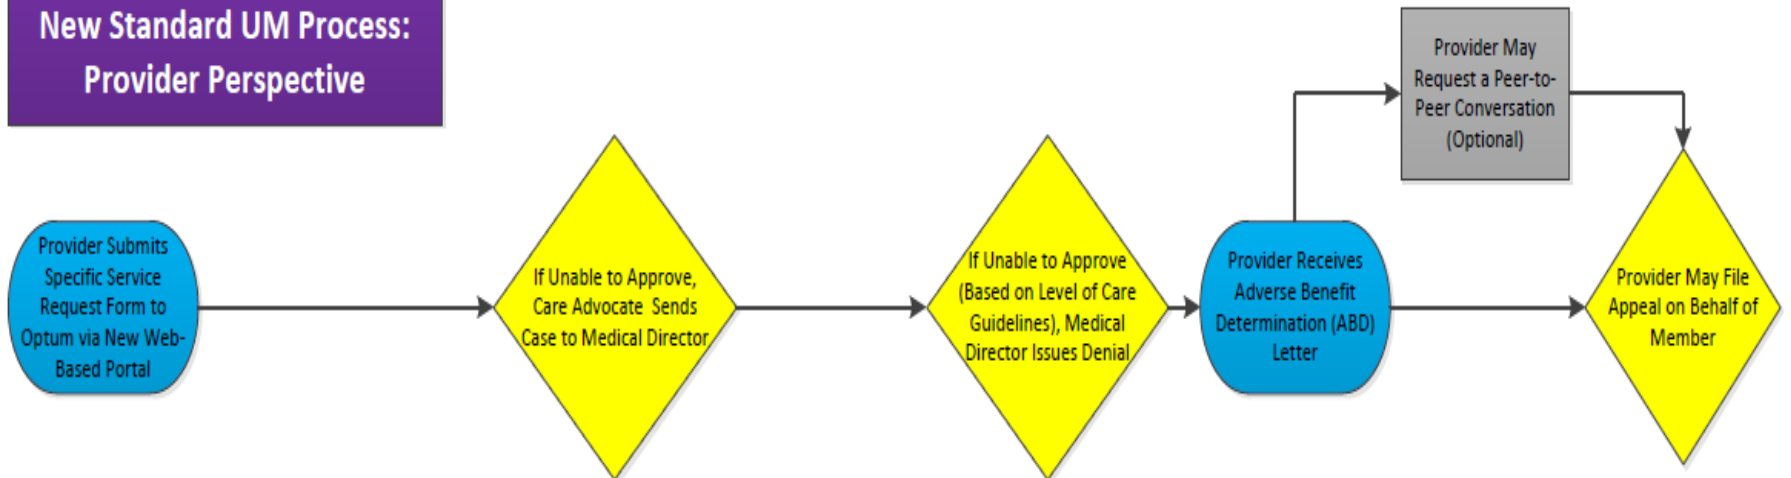 New Standard UM Process:
Provider Perspective
Provider Submits
Specific Service
Request Form to
Optum via New Web-
Based Portal
If Unable to Approve,
Care Advocate Sends
Case to Medical Director
If Unable to Approve
(Based on Level of Care
Guidelines), Medical
Director Issues Denial
Provider Receives
Adverse Benefit
Determination (ABD)
Letter
Provider May
Request a Peer-to-
Peer Conversation
(Optional)
Provider May File
Appeal on Behalf of
Member